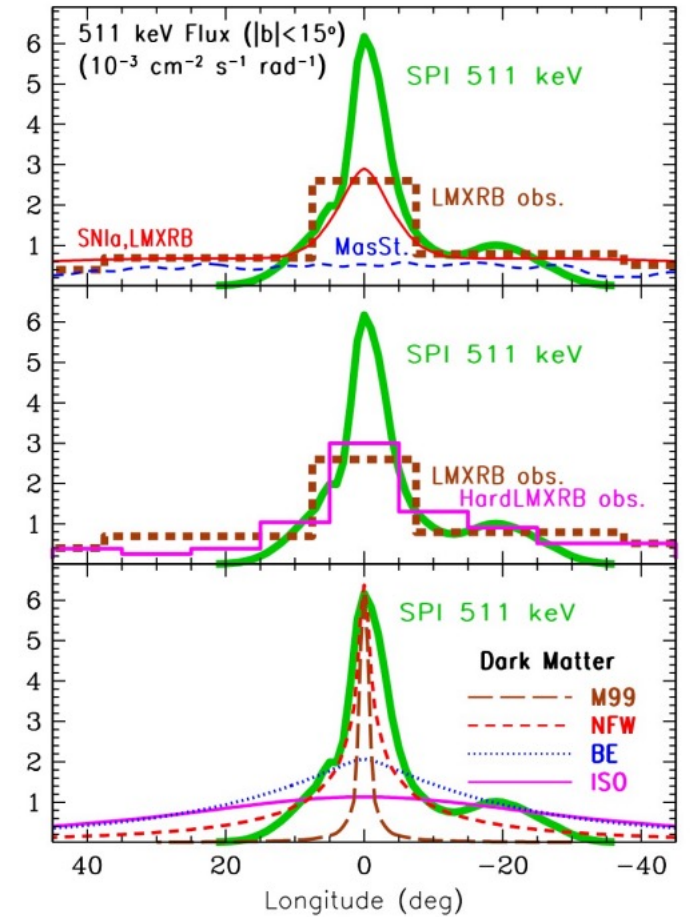 511 keV Flux (|b|<15º)
(10⁻³ cm⁻² s⁻¹ rad⁻¹)
SPI 511 keV
LMXRB obs.
SNIa,LMXRB
MasSt.
6
5
4
3
2
1
SPI 511 keV
LMXRB obs.
HardLMXRB obs.
6
5
4
3
2
1
SPI 511 keV
Dark Matter
M99
NFW
BE
ISO
6
5
4
3
2
1
40 20 0 −20 −40
Longitude (deg)